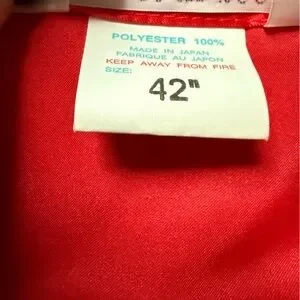 POLYESTER 100%
MADE IN JAPAN
FABRIQUE AU JAPON
KEEP AWAY FROM FIRE
SIZE:
42"